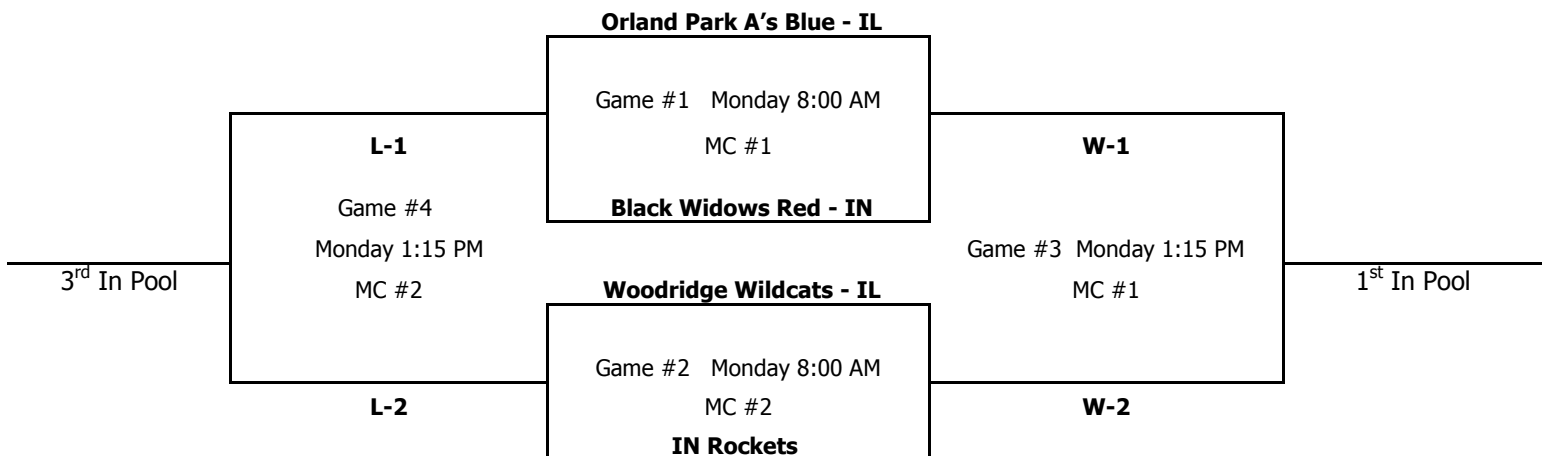 Orland Park A's Blue - IL
Game #1 Monday 8:00 AM
MC #1
Black Widows Red - IN
L-1
W-1
Game #4
Monday 1:15 PM
MC #2
Game #3 Monday 1:15 PM
MC #1
3rd In Pool
1st In Pool
Woodridge Wildcats - IL
Game #2 Monday 8:00 AM
MC #2
IN Rockets
L-2
W-2